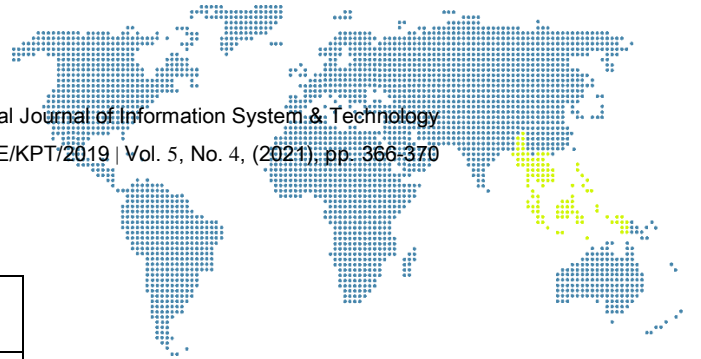 al Journal of Information System & Technology
E/KPT/2019 | Vol. 5, No. 4, (2021), pp. 366-370